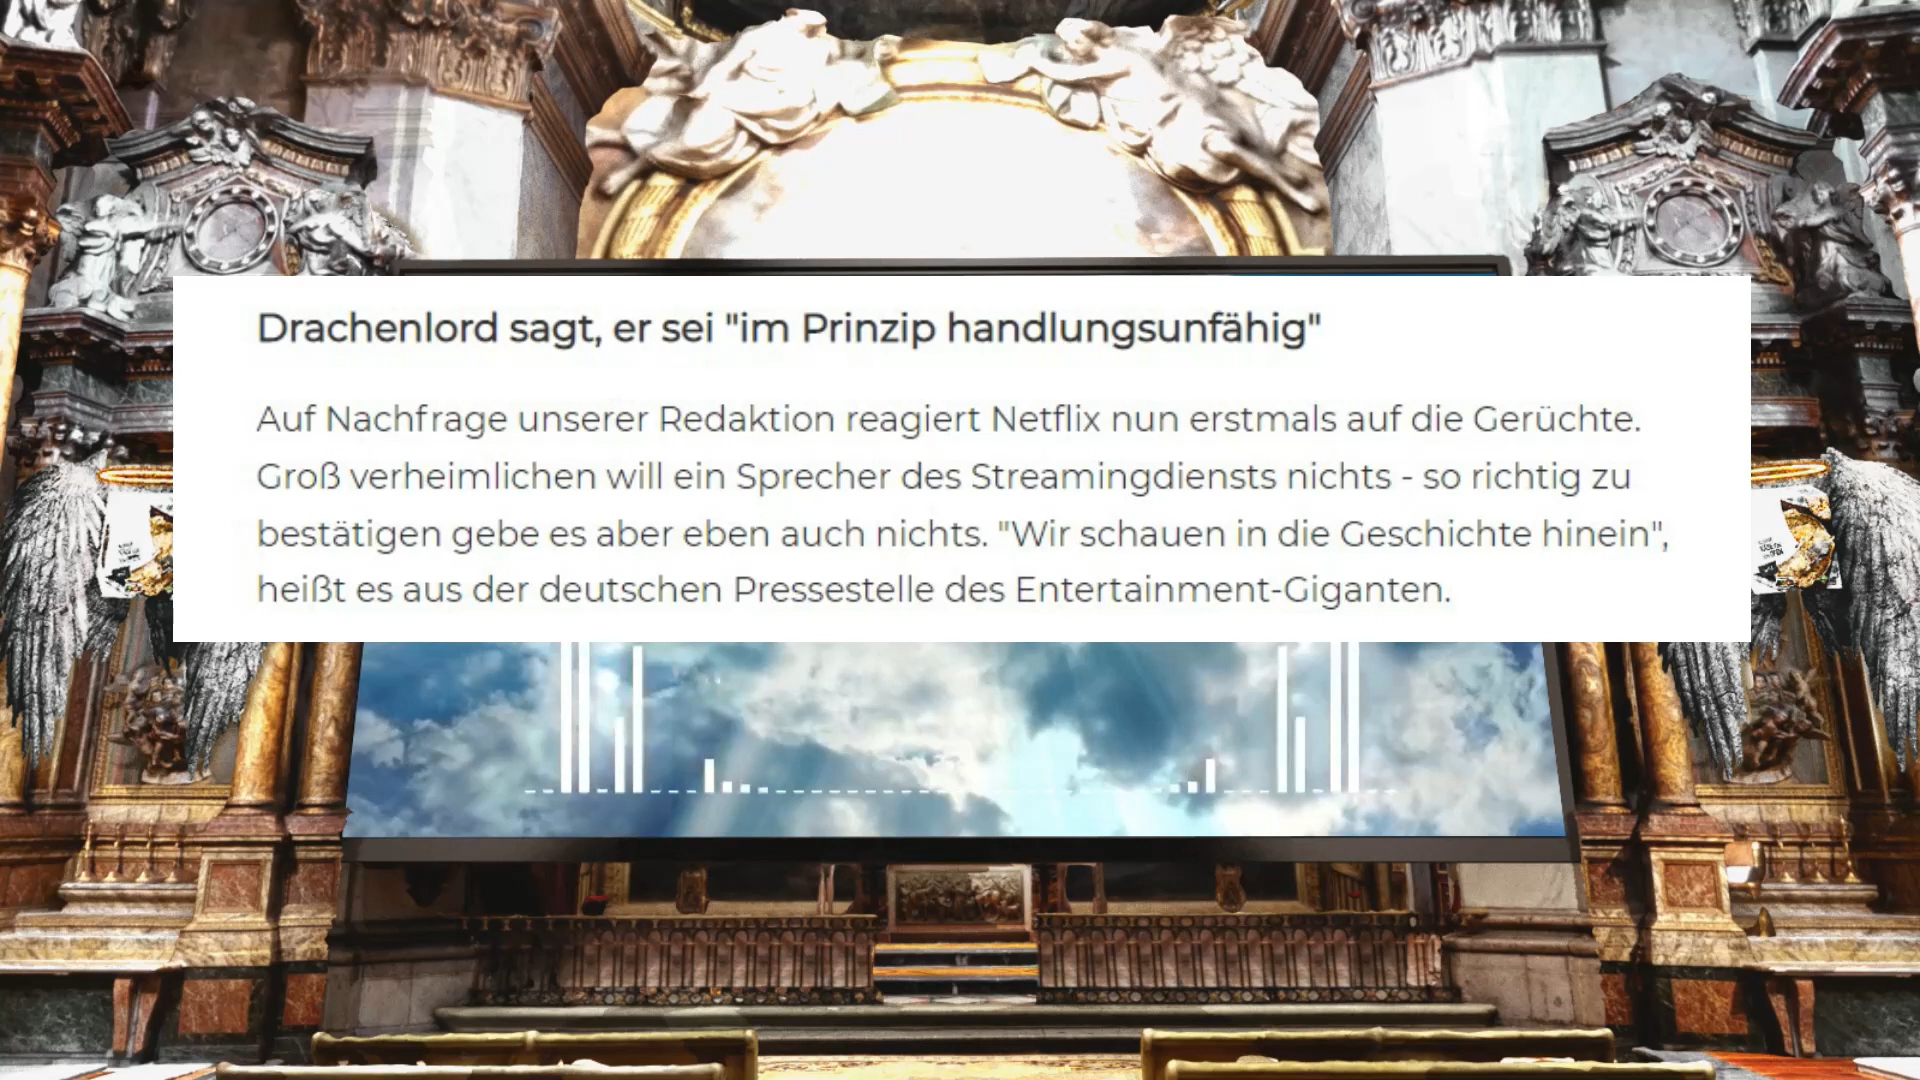 Drachenlord sagt, er sei "im Prinzip handlungsunfähig"
Auf Nachfrage unserer Redaktion reagiert Netflix nun erstmals auf die Gerüchte.
Groß verheimlichen will ein Sprecher des Streamingdiensts nichts - so richtig zu
bestätigen gebe es aber eben auch nichts. "Wir schauen in die Geschichte hinein",
heißt es aus der deutschen Pressestelle des Entertainment-Giganten.